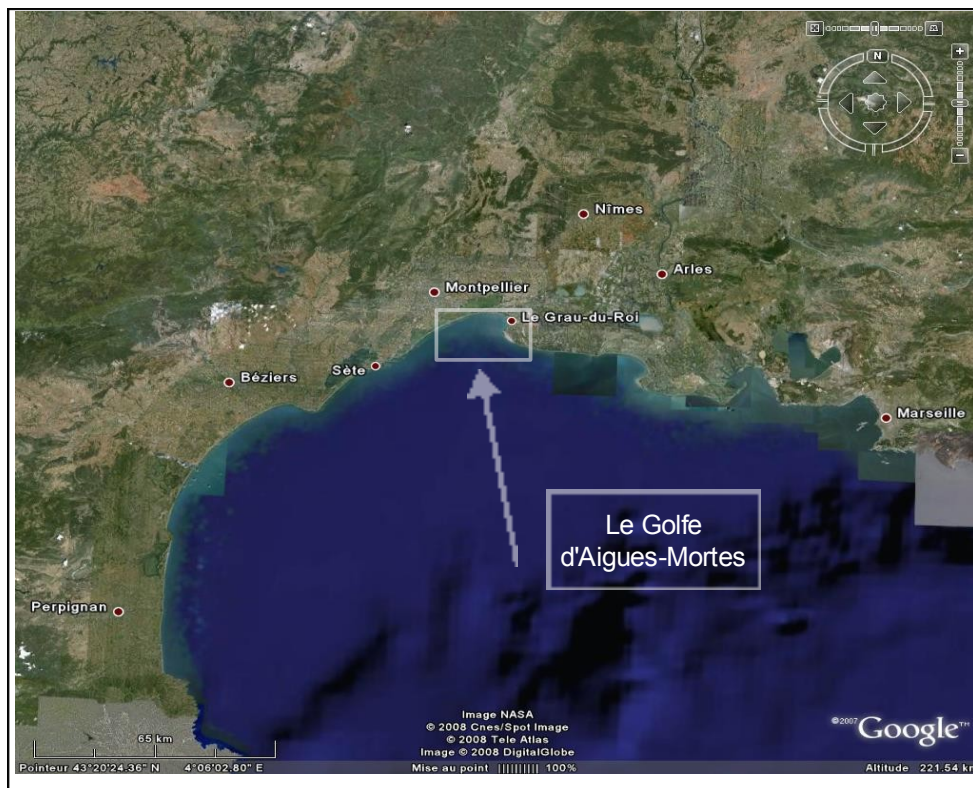 N
Nîmes
Arles
Montpellier
Le Grau-du-Roi
Sète
Béziers
Marseille
Le Golfe
d'Aigues-Mortes
Perpignan
Image NASA
© 2008 Cnes/Spot Image
© 2008 Tele Atlas
Image © 2008 DigitalGlobe
©2007 Google™
65 km
Pointeur 43°20'24.36" N 4°06'02.80" E
Mise au point |||||||||| 100%
Altitude 221.54 km